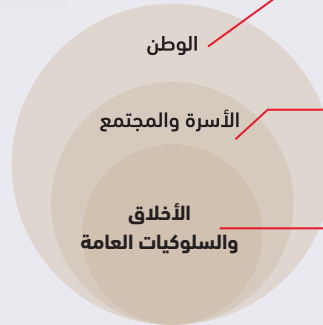 الوطن
الأسرة والمجتمع
الأخلاق
والسلوكيات العامة